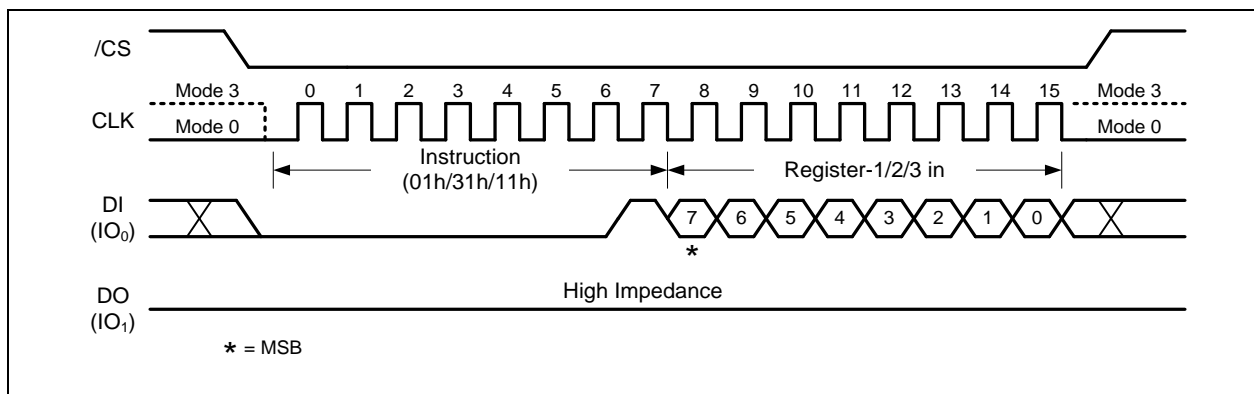 /CS
Mode 3 0 1 2 3 4 5 6 7 8 9 10 11 12 13 14 15 Mode 3
CLK
Mode 0 Mode 0
Instruction
(01h/31h/11h)
Register-1/2/3 in
DI
(IO₀)
7 6 5 4 3 2 1 0
*
High Impedance
DO
(IO₁)
* = MSB